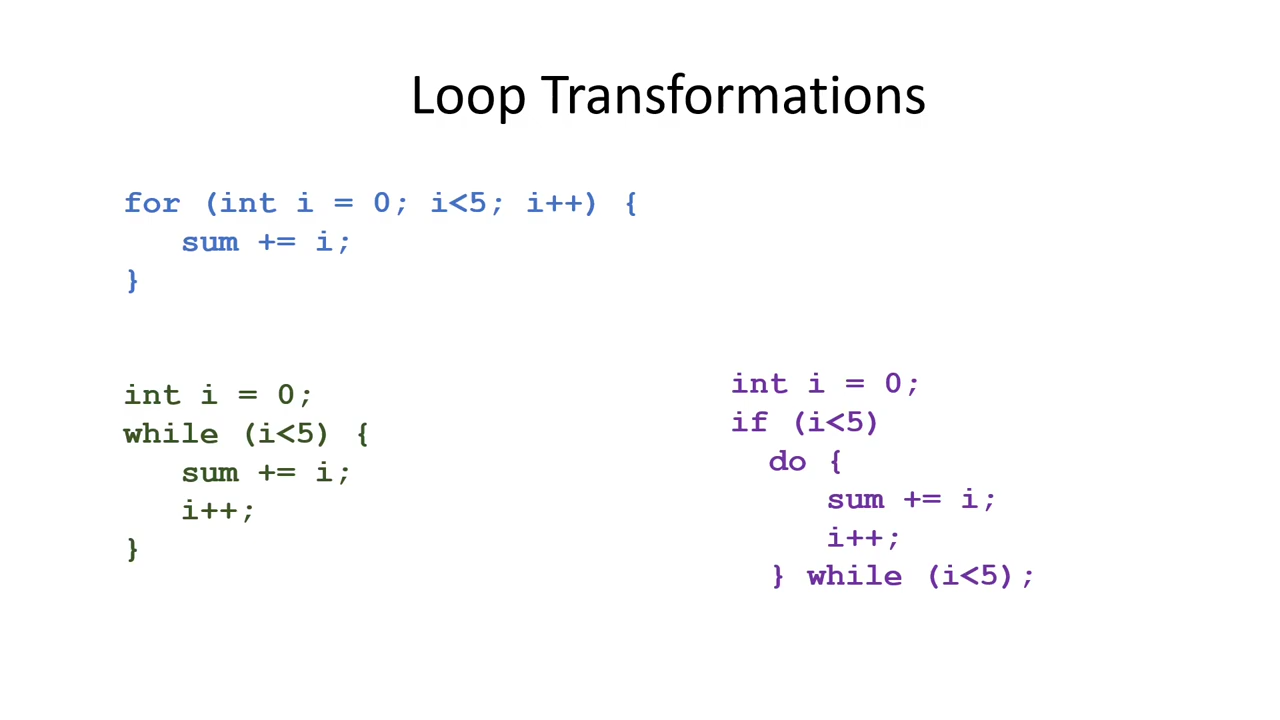 Loop Transformations
for (int i = 0; i<5; i++) {
   sum += i;
}
int i = 0;
while (i<5) {
   sum += i;
   i++;
}
int i = 0;
if (i<5)
  do {
     sum += i;
     i++;
  } while (i<5);